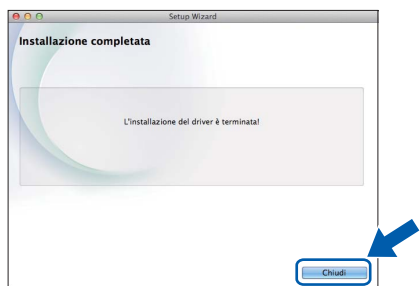 Setup Wizard
Installazione completata
L'installazione del driver è terminata!
Chiudi